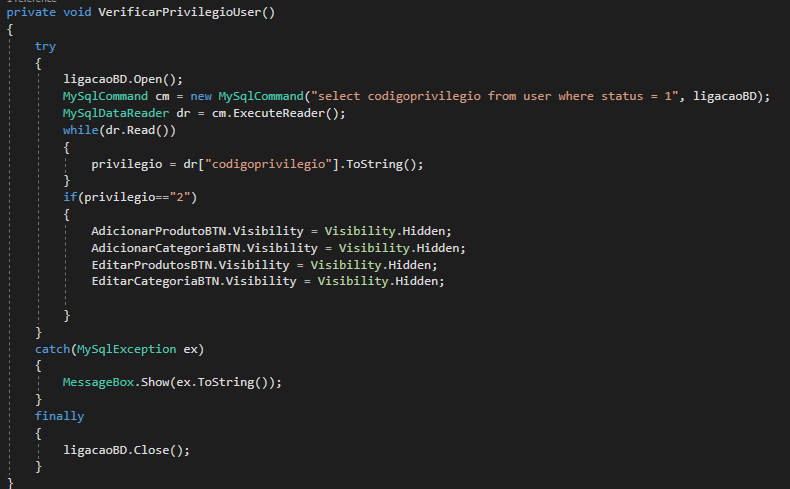 1 reference
private void VerificarPrivilegioUser()
{
try
{
ligacaoBD.Open();
MySqlCommand cm = new MySqlCommand("select codigoprivilegio from user where status = 1", ligacaoBD);
MySqlDataReader dr = cm.ExecuteReader();
while(dr.Read())
{
privilegio = dr["codigoprivilegio"].ToString();
}
if(privilegio=="2")
{
AdicionarProdutoBTN.Visibility = Visibility.Hidden;
AdicionarCategoriaBTN.Visibility = Visibility.Hidden;
EditarProdutosBTN.Visibility = Visibility.Hidden;
EditarCategoriaBTN.Visibility = Visibility.Hidden;
}
}
catch(MySqlException ex)
{
MessageBox.Show(ex.ToString());
}
finally
{
ligacaoBD.Close();
}
}